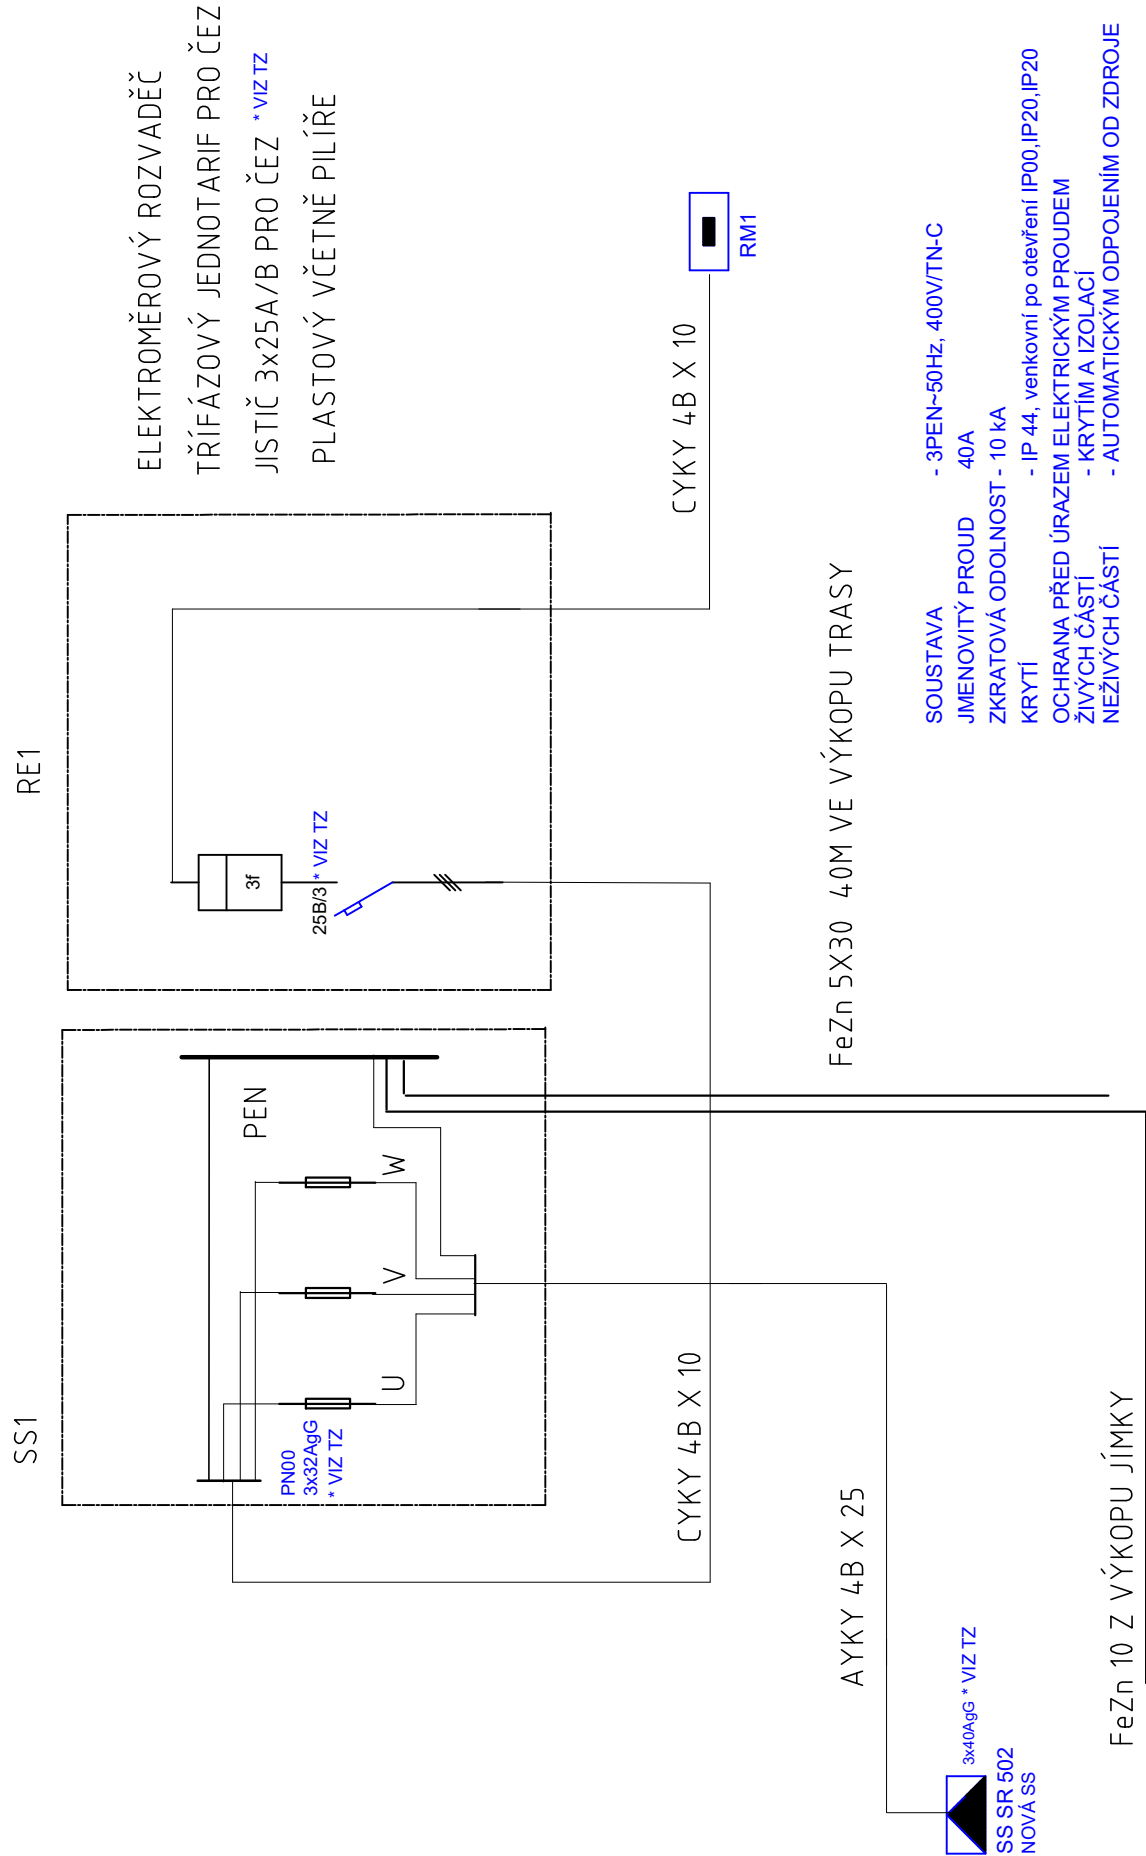 SS1
RE1
ELEKTROMĚROVÝ ROZVADĚČ
TŘÍFÁZOVÝ JEDNOTARIF PRO ČEZ
JISTIČ 3x25A/B PRO ČEZ * VIZ TZ
PLASTOVÝ VČETNĚ PILÍŘE
PEN
U
V
W
PN00
3x32AgG
* VIZ TZ
3f
25B/3 * VIZ TZ
CYKY 4B X 10
CYKY 4B X 10
RM1
AYKY 4B X 25
FeZn 5X30 40M VE VÝKOPU TRASY
3x40AgG * VIZ TZ
SS SR 502
NOVÁ SS
FeZn 10 Z VÝKOPU JÍMKY
SOUSTAVA - 3PEN~50Hz, 400V/TN-C
JMENOVITÝ PROUD 40A
ZKRATOVÁ ODOLNOST - 10 kA
KRYTÍ - IP 44, venkovní po otevření IP00,IP20,IP20
OCHRANA PŘED ÚRAZEM ELEKTRICKÝM PROUDEM
ŽIVÝCH ČÁSTÍ - KRYTÍM A IZOLACÍ
NEŽIVÝCH ČÁSTÍ - AUTOMATICKÝM ODPOJENÍM OD ZDROJE